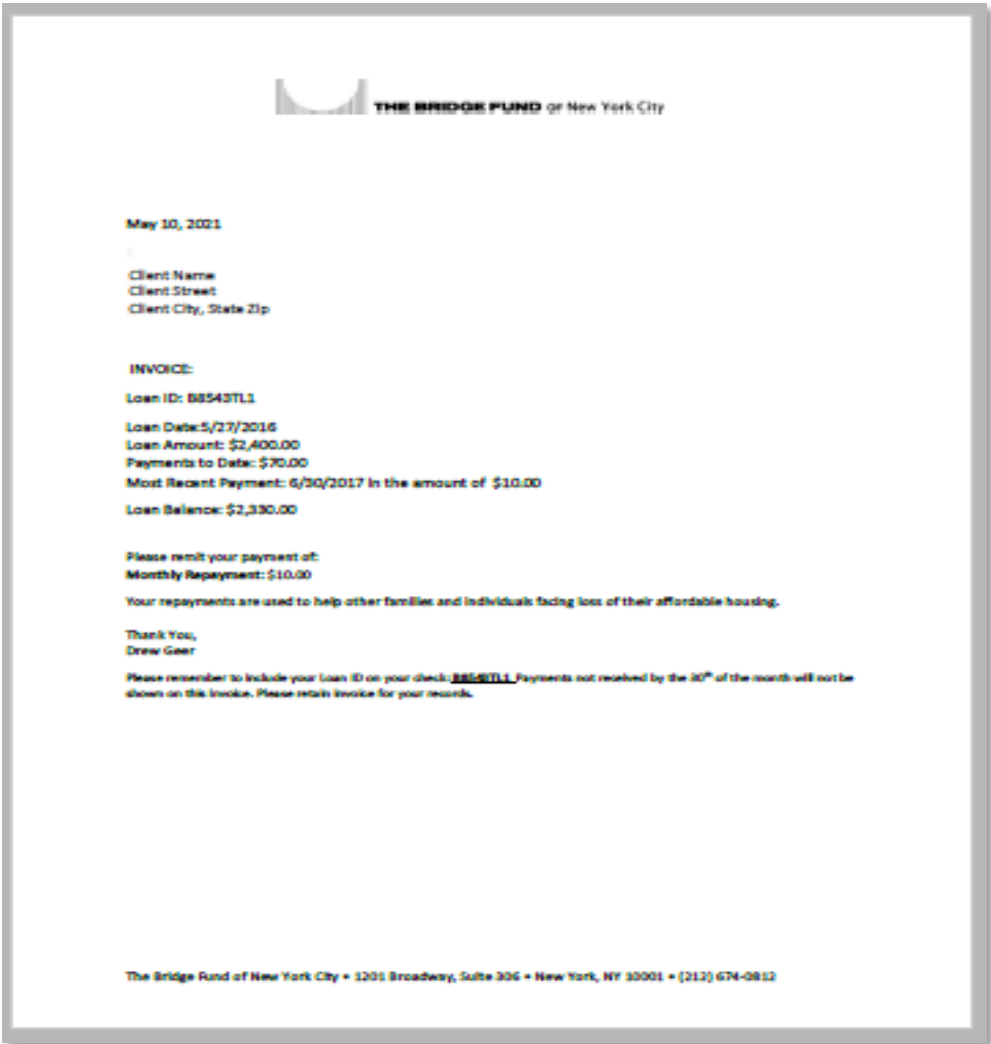 THE BRIDGE FUND OF New York City
May 10, 2021
Client Name
Client Street
Client City, State Zip
INVOICE:
Loan ID: B8543TL1
Loan Date:5/27/2016
Loan Amount: $2,400.00
Payments to Date: $70.00
Most Recent Payment: 6/30/2017 in the amount of $10.00
Loan Balance: $2,330.00
Please remit your payment of:
Monthly Repayment: $10.00
Your repayments are used to help other families and individuals facing loss of their affordable housing.
Thank You,
Drew Geer
Please remember to include your Loan ID on your check: B8543TL1 Payments not received by the 30th of the month will not be
shown on this invoice. Please retain invoice for your records.
The Bridge Fund of New York City • 1201 Broadway, Suite 306 • New York, NY 10001 • (212) 674-0812